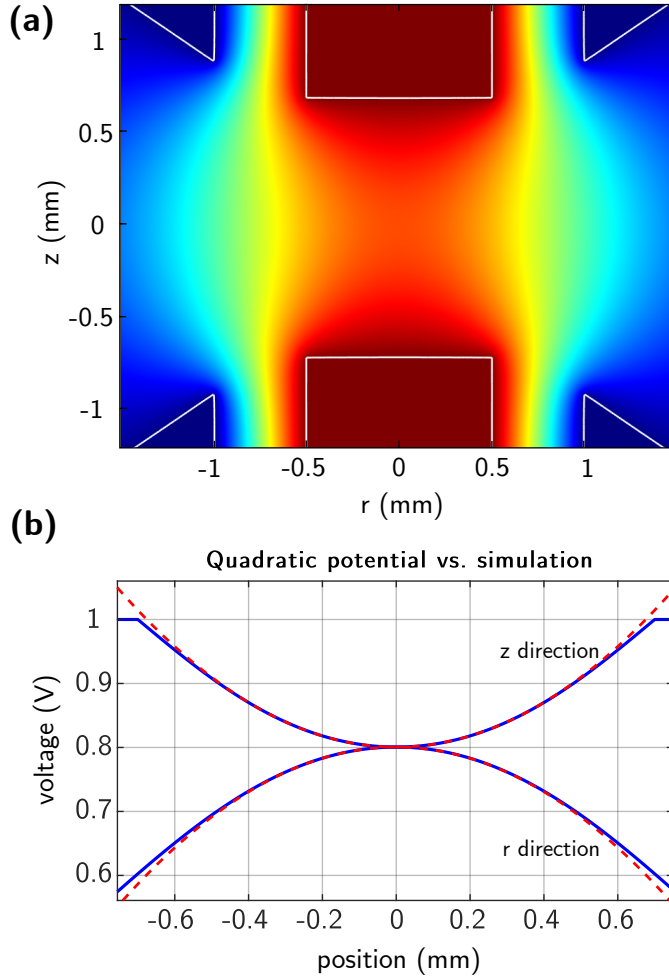 (a)
1
0.5
0
-0.5
-1
z (mm)
-1 -0.5 0 0.5 1
r (mm)
(b)
Quadratic potential vs. simulation
1
0.9
0.8
0.7
0.6
voltage (V)
z direction
r direction
-0.6 -0.4 -0.2 0 0.2 0.4 0.6
position (mm)